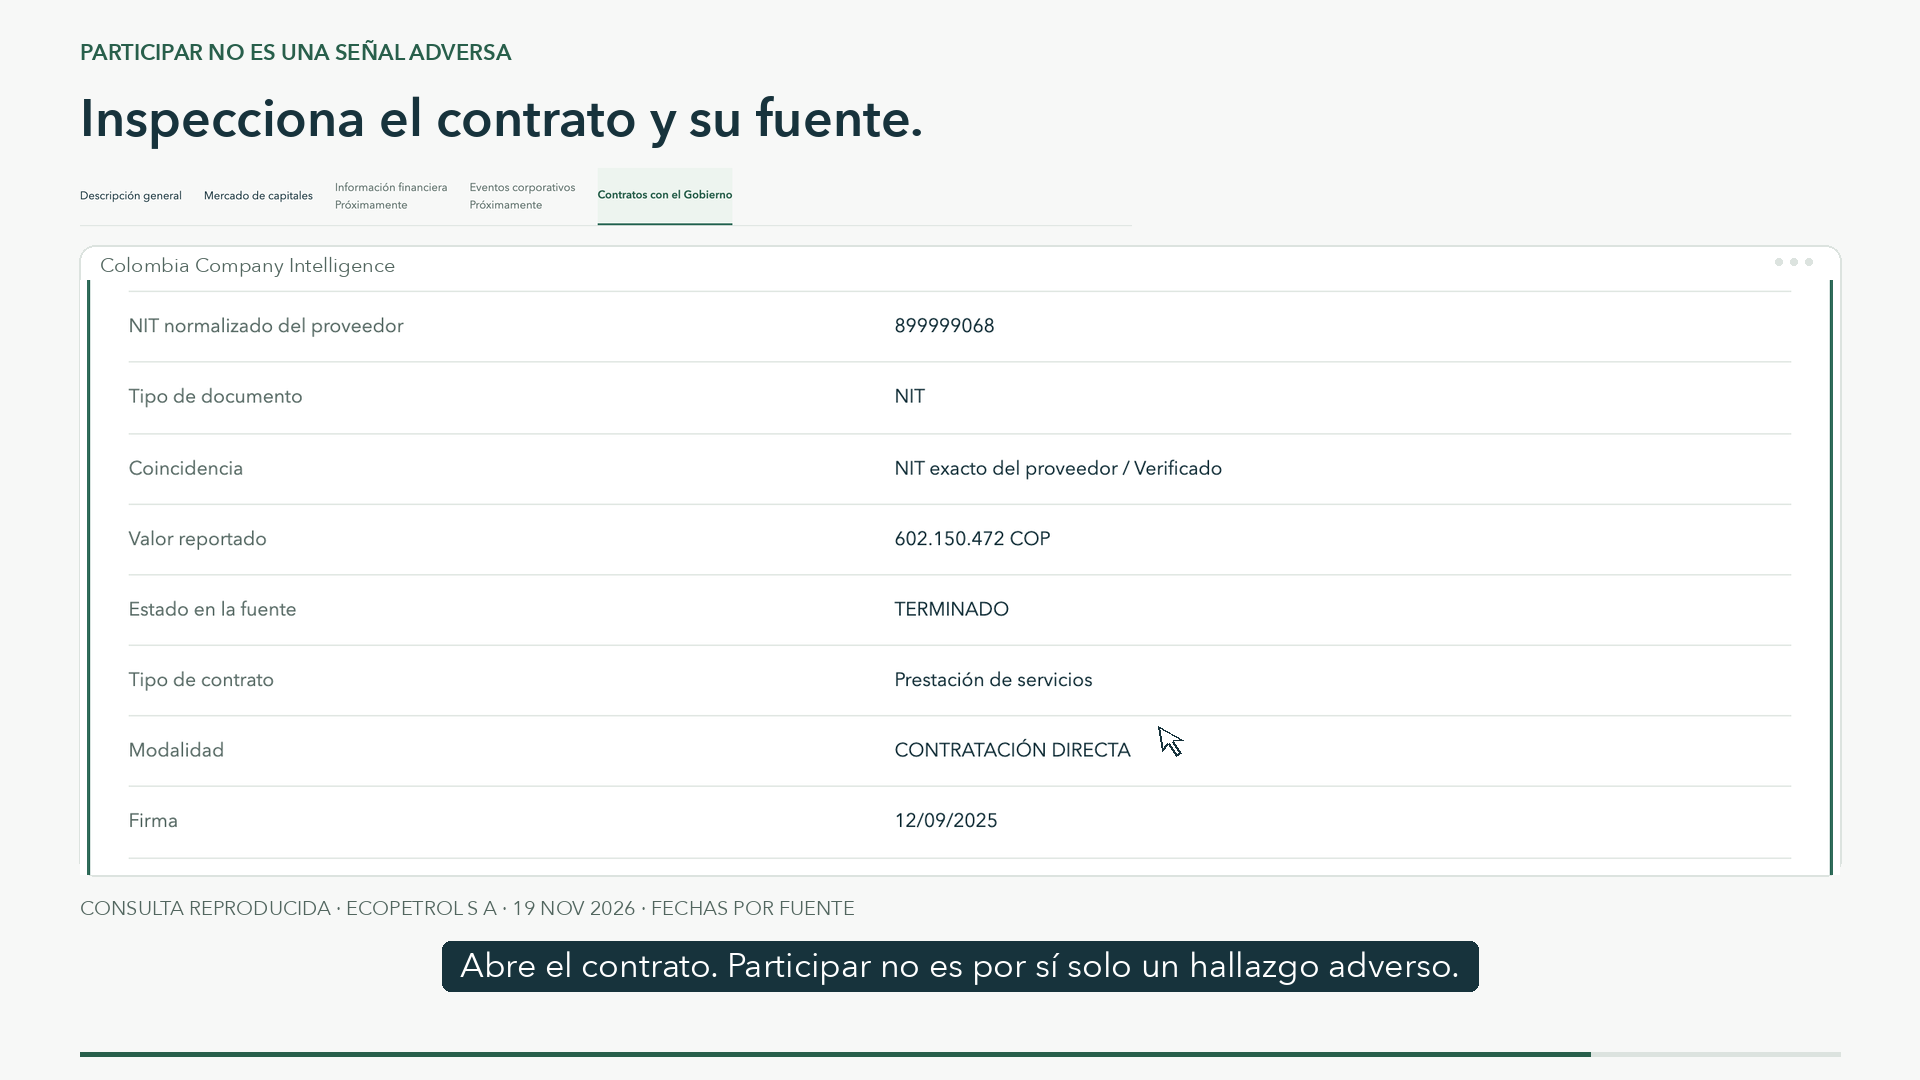 PARTICIPAR NO ES UNA SEÑAL ADVERSA
Inspecciona el contrato y su fuente.
Descripción general
Mercado de capitales
Información financiera
Próximamente
Eventos corporativos
Próximamente
Contratos con el Gobierno
Colombia Company Intelligence
NIT normalizado del proveedor 899999068
Tipo de documento NIT
Coincidencia NIT exacto del proveedor / Verificado
Valor reportado 602.150.472 COP
Estado en la fuente TERMINADO
Tipo de contrato Prestación de servicios
Modalidad CONTRATACIÓN DIRECTA
Firma 12/09/2025
CONSULTA REPRODUCIDA · ECOPETROL S A · 19 NOV 2026 · FECHAS POR FUENTE
Abre el contrato. Participar no es por sí solo un hallazgo adverso.